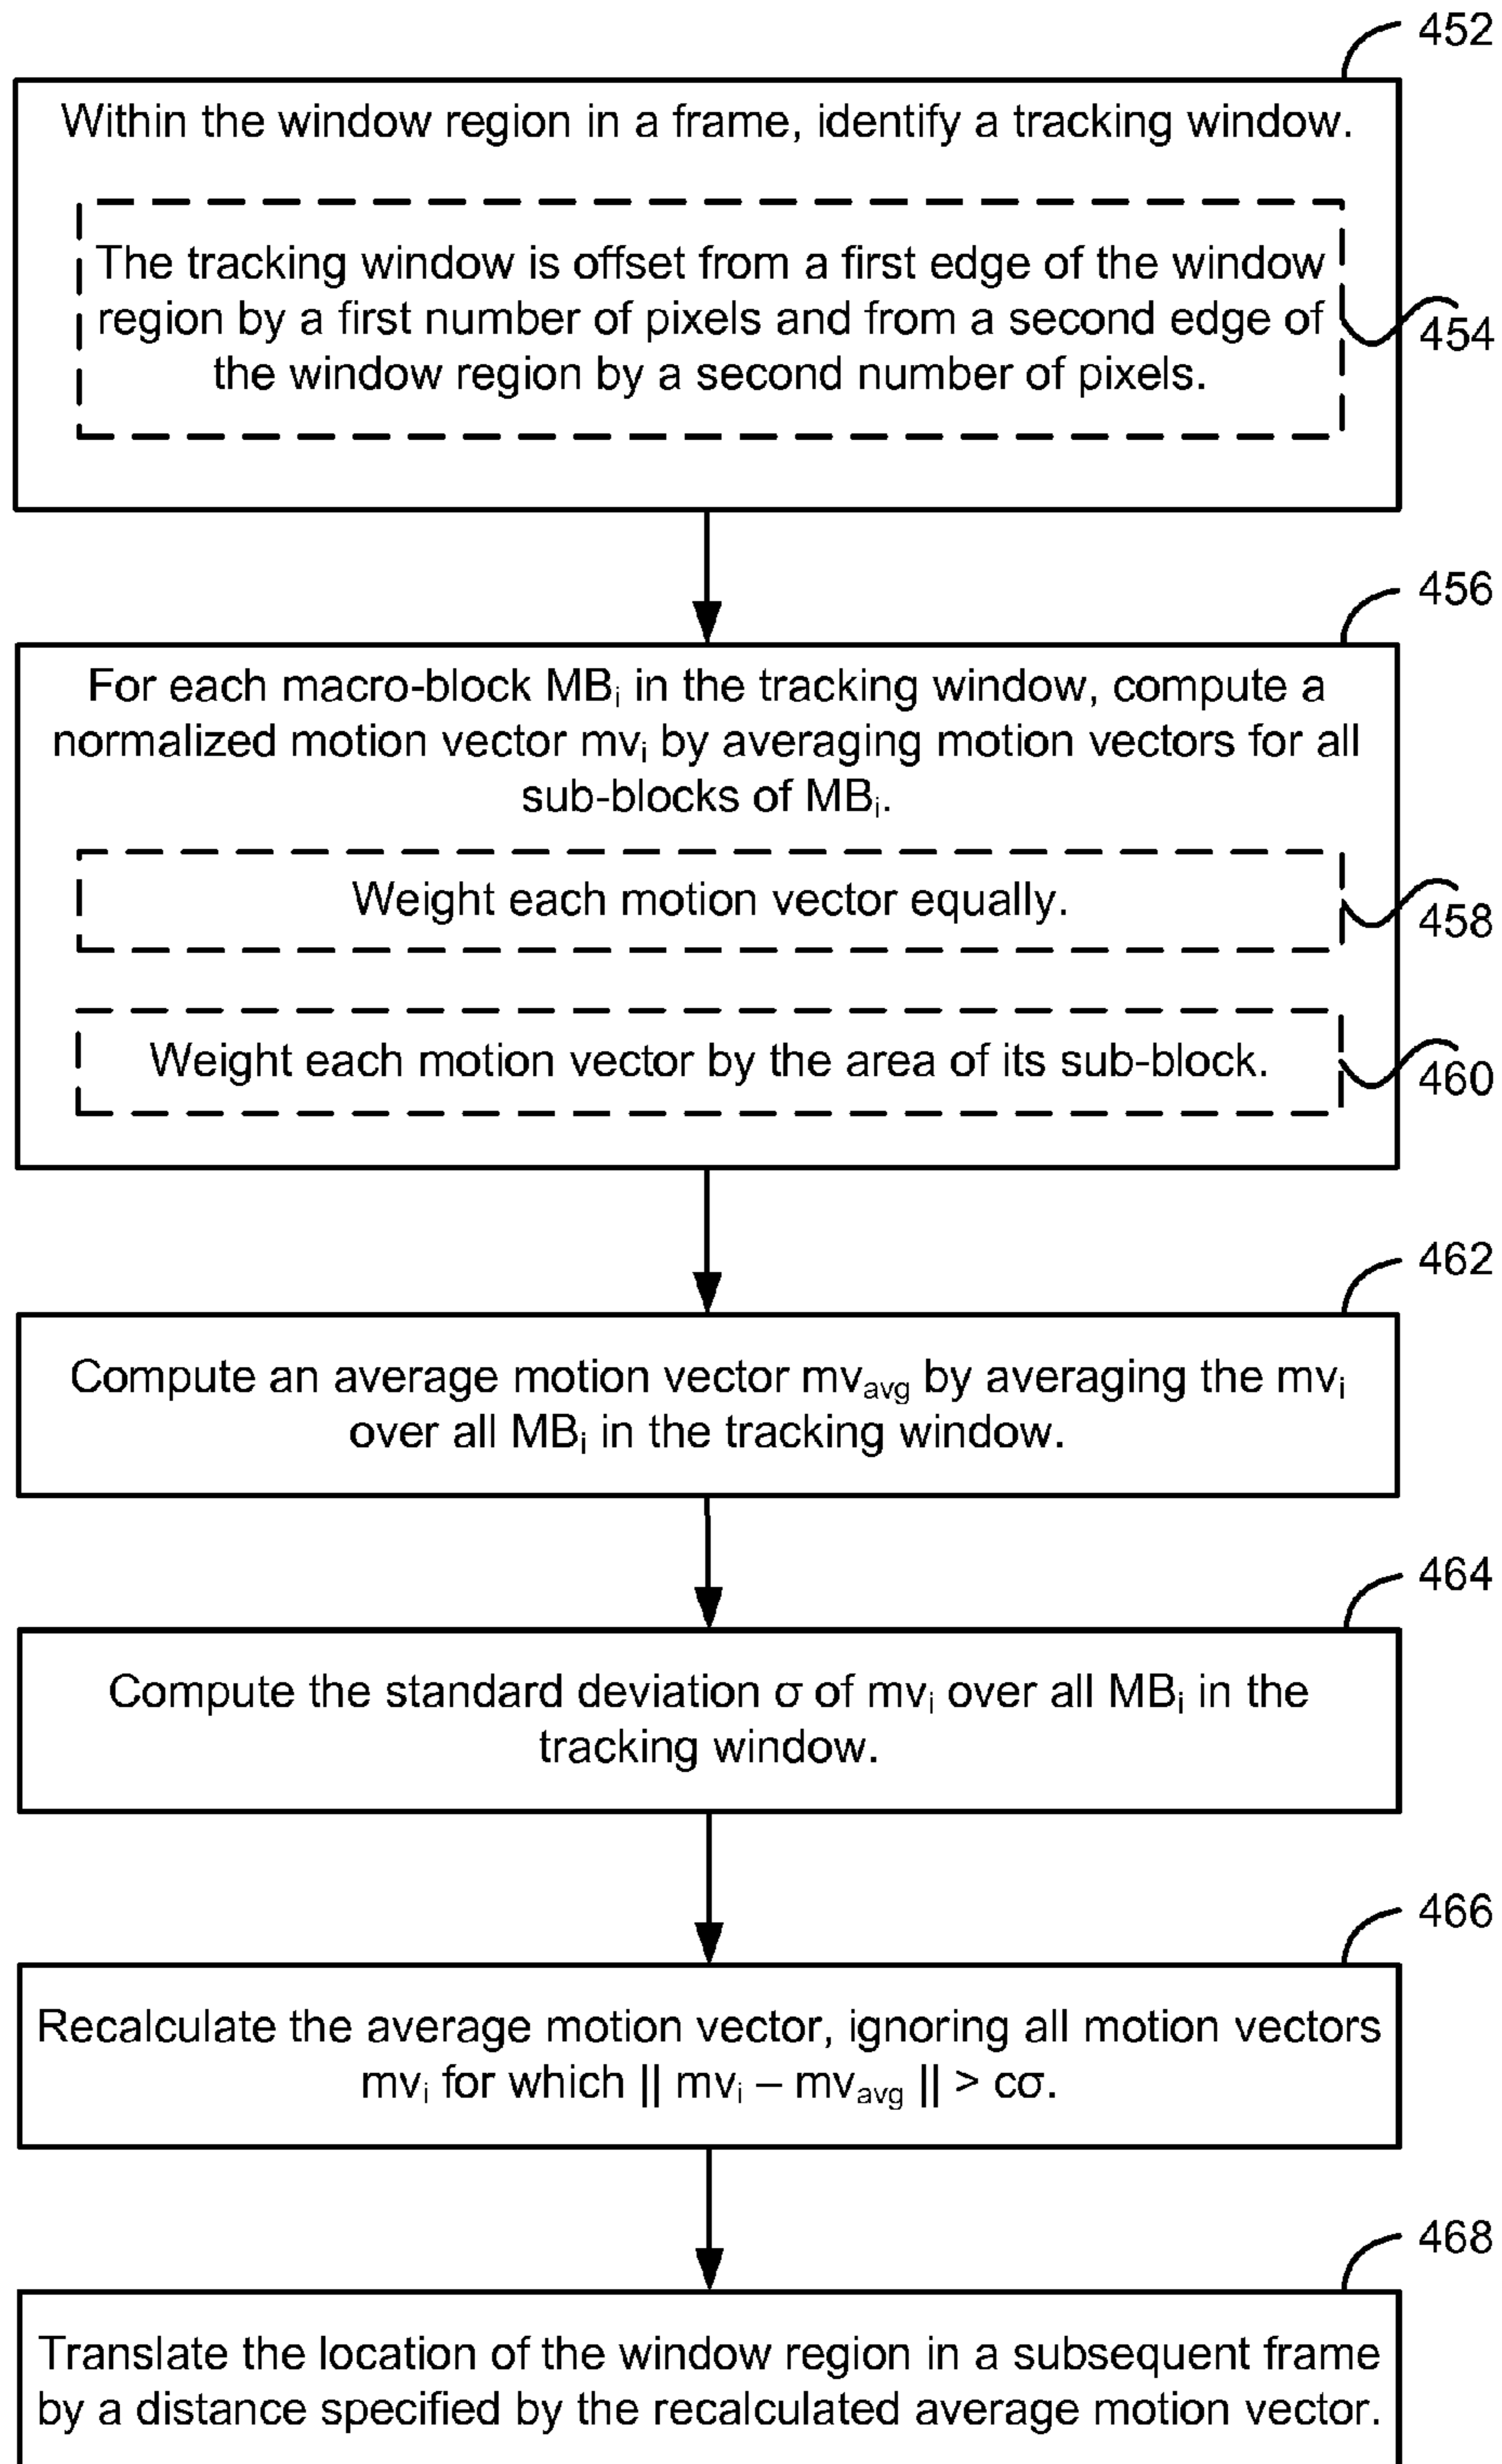 452
Within the window region in a frame, identify a tracking window.
The tracking window is offset from a first edge of the window
region by a first number of pixels and from a second edge of
the window region by a second number of pixels.
454
456
For each macro-block MBi in the tracking window, compute a
normalized motion vector mvi by averaging motion vectors for all
sub-blocks of MBi.
Weight each motion vector equally.
458
Weight each motion vector by the area of its sub-block.
460
462
Compute an average motion vector mvavg by averaging the mvi
over all MBi in the tracking window.
464
Compute the standard deviation σ of mvi over all MBi in the
tracking window.
466
Recalculate the average motion vector, ignoring all motion vectors
mvi for which || mvi – mvavg || > cσ.
468
Translate the location of the window region in a subsequent frame
by a distance specified by the recalculated average motion vector.